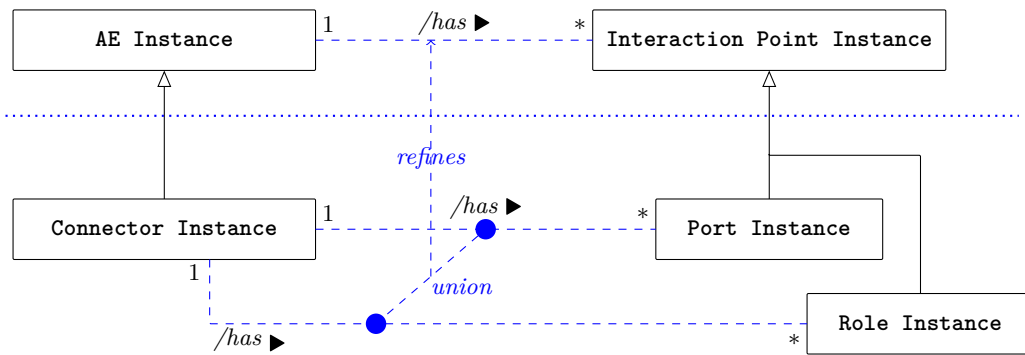 1 /has ▶ *
AE Instance Interaction Point Instance
refines
1 /has ▶ *
Connector Instance Port Instance
1 union
/has ▶ * Role Instance